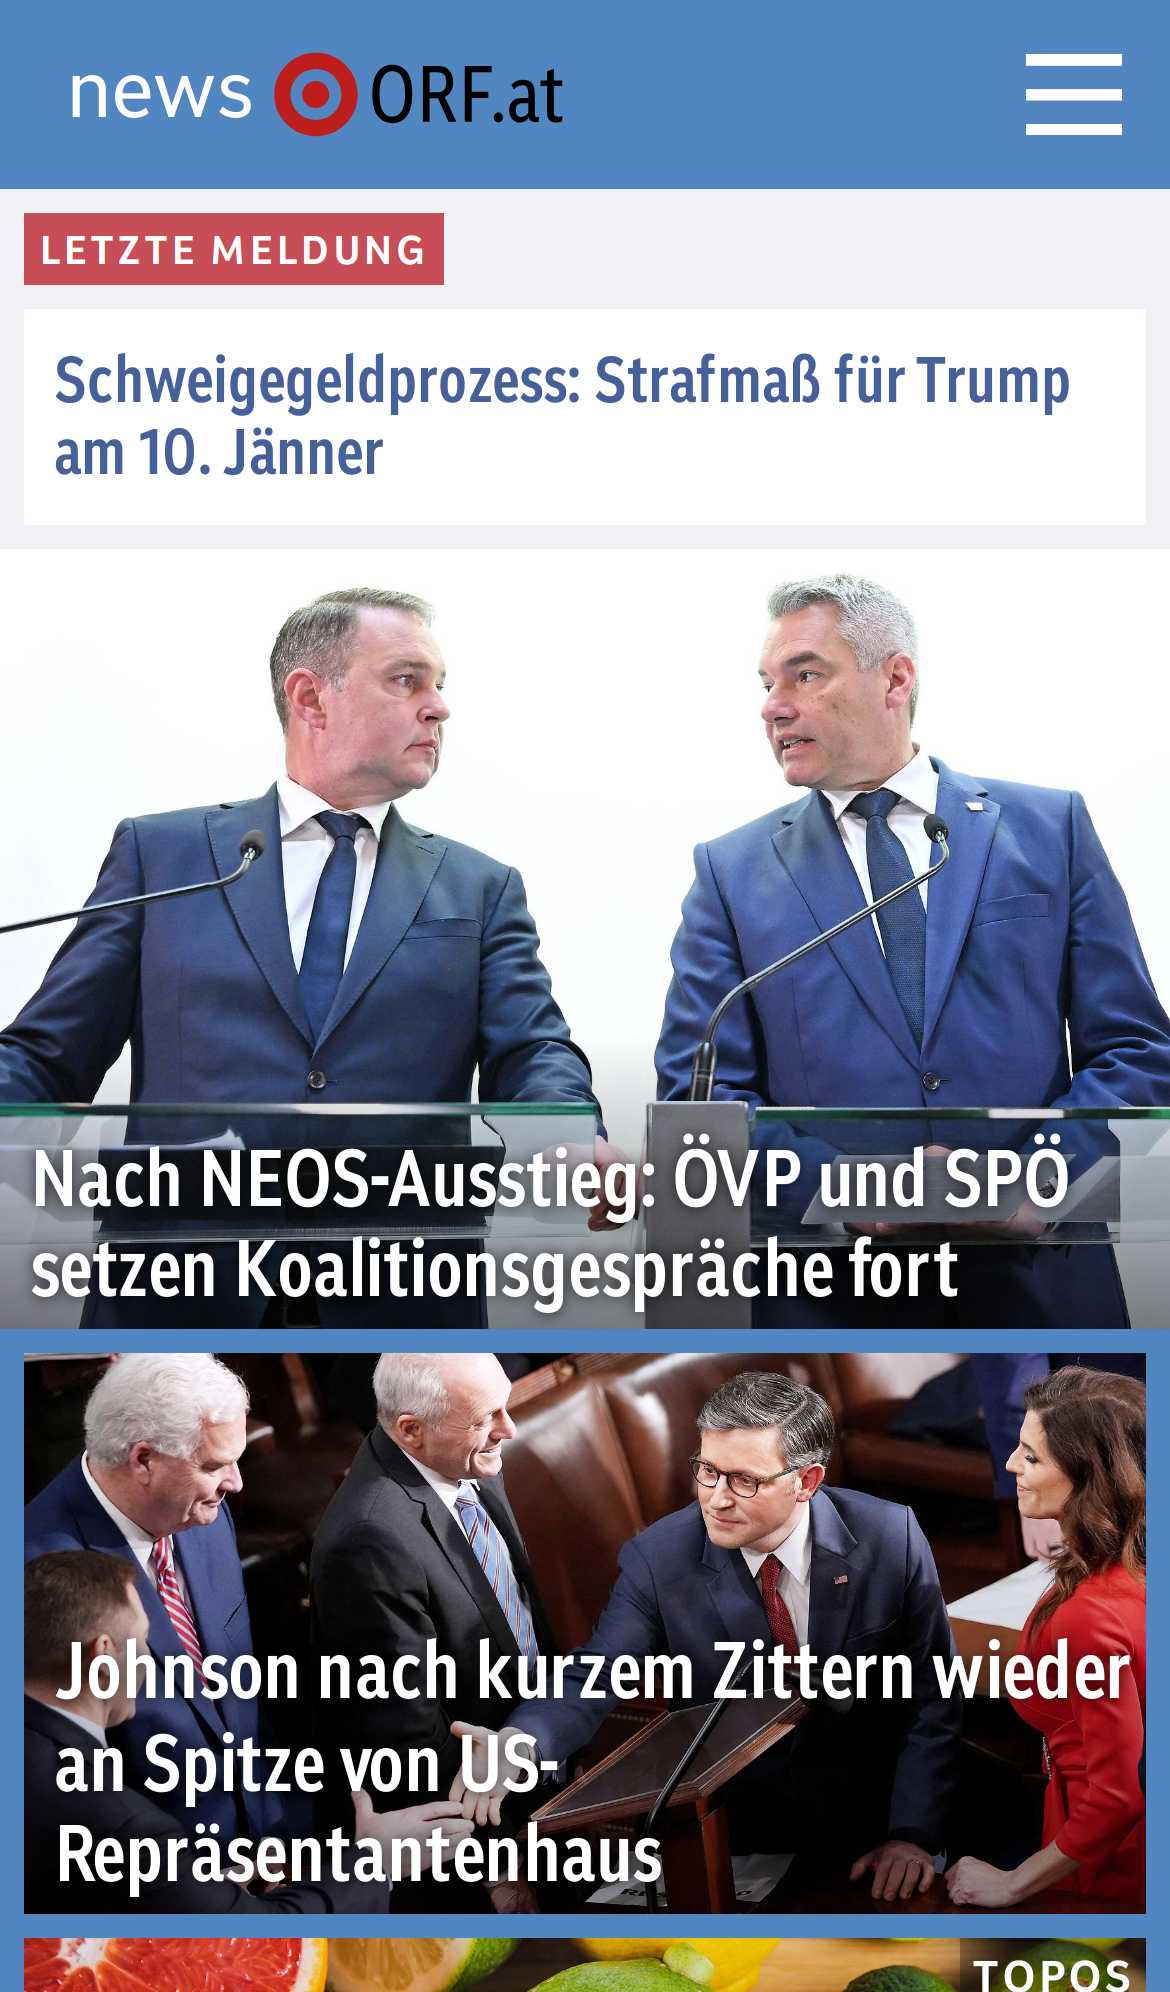 news ORF.at
LETZTE MELDUNG
Schweigegeldprozess: Strafmaß für Trump
am 10. Jänner
Nach NEOS-Ausstieg: ÖVP und SPÖ
setzen Koalitionsgespräche fort
Johnson nach kurzem Zittern wieder
an Spitze von US-
Repräsentantenhaus
TOPOS